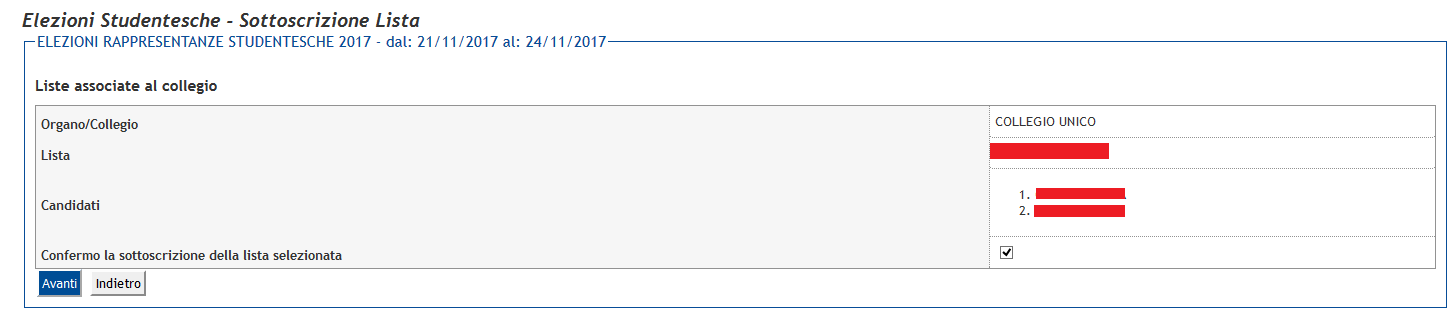 Elezioni Studentesche - Sottoscrizione Lista
ELEZIONI RAPPRESENTANZE STUDENTESCHE 2017 - dal: 21/11/2017 al: 24/11/2017
Liste associate al collegio
Organo/Collegio COLLEGIO UNICO
Lista
Candidati
1.
2.
Confermo la sottoscrizione della lista selezionata
Avanti Indietro